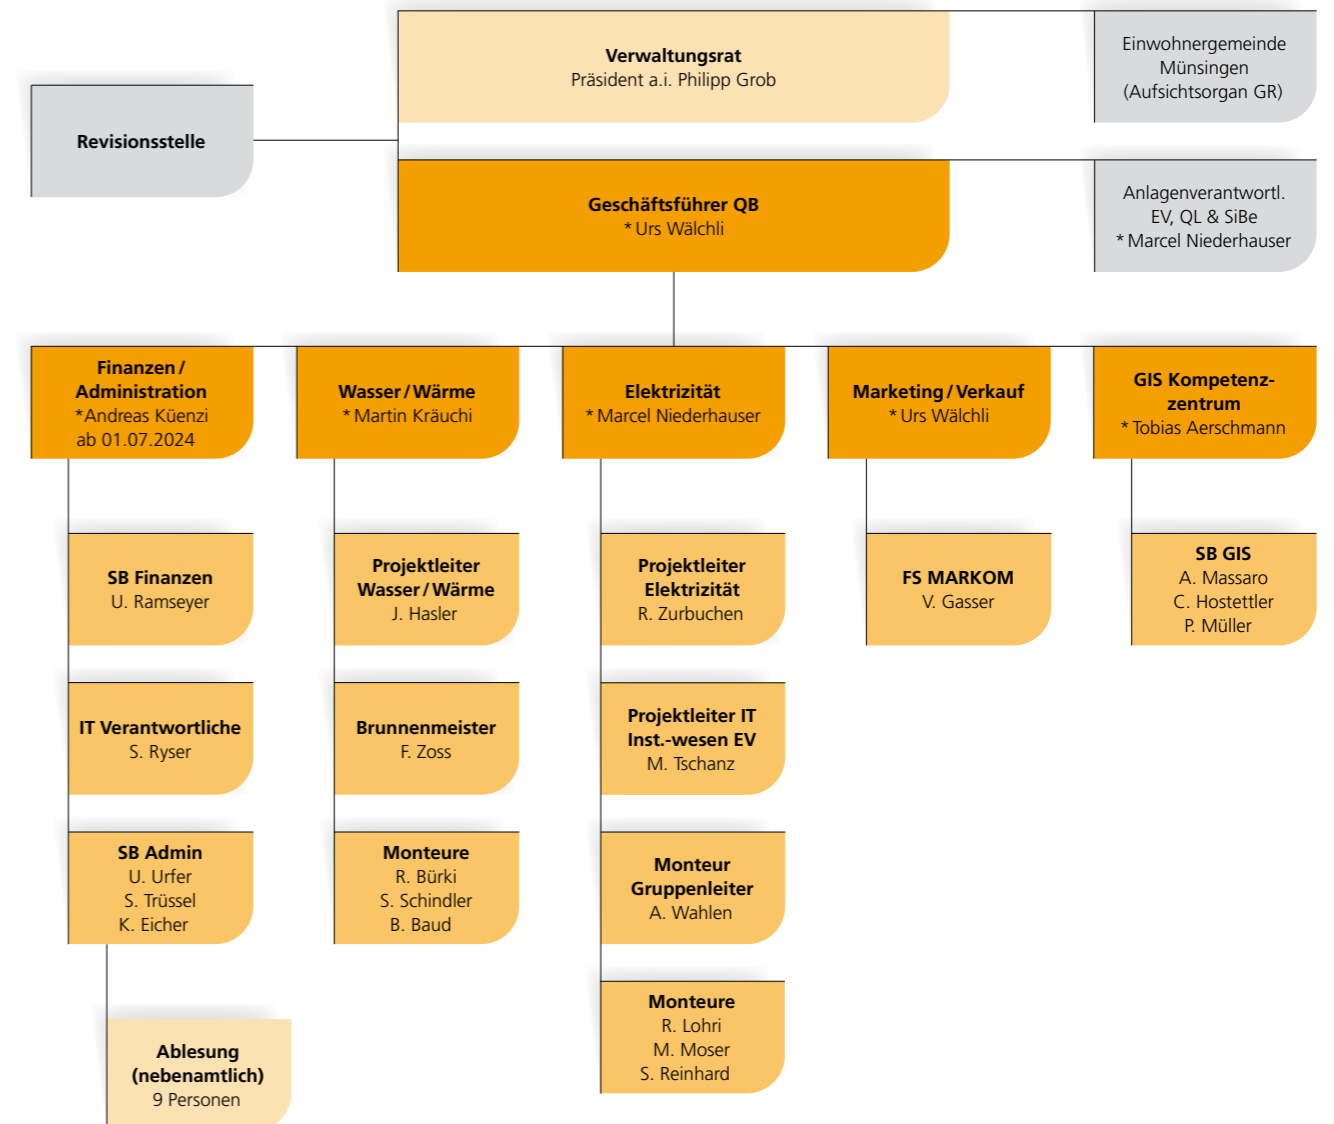 Verwaltungsrat
Präsident a.i. Philipp Grob
Einwohnergemeinde
Münsingen
(Aufsichtsorgan GR)
Revisionsstelle
Geschäftsführer QB
* Urs Wälchli
Anlagenverantwortl.
EV, QL & SiBe
* Marcel Niederhauser
Finanzen /
Administration
*Andreas Küenzi
ab 01.07.2024
Wasser / Wärme
* Martin Kräuchi
Elektrizität
* Marcel Niederhauser
Marketing / Verkauf
* Urs Wälchli
GIS Kompetenz-
zentrum
* Tobias Aerschmann
SB Finanzen
U. Ramseyer
Projektleiter
Wasser / Wärme
J. Hasler
Projektleiter
Elektrizität
R. Zurbuchen
FS MARKOM
V. Gasser
SB GIS
A. Massaro
C. Hostettler
P. Müller
IT Verantwortliche
S. Ryser
Brunnenmeister
F. Zoss
Projektleiter IT
Inst.-wesen EV
M. Tschanz
SB Admin
U. Urfer
S. Trüssel
K. Eicher
Monteure
R. Bürki
S. Schindler
B. Baud
Monteur
Gruppenleiter
A. Wahlen
Monteure
R. Lohri
M. Moser
S. Reinhard
Ablesung
(nebenamtlich)
9 Personen